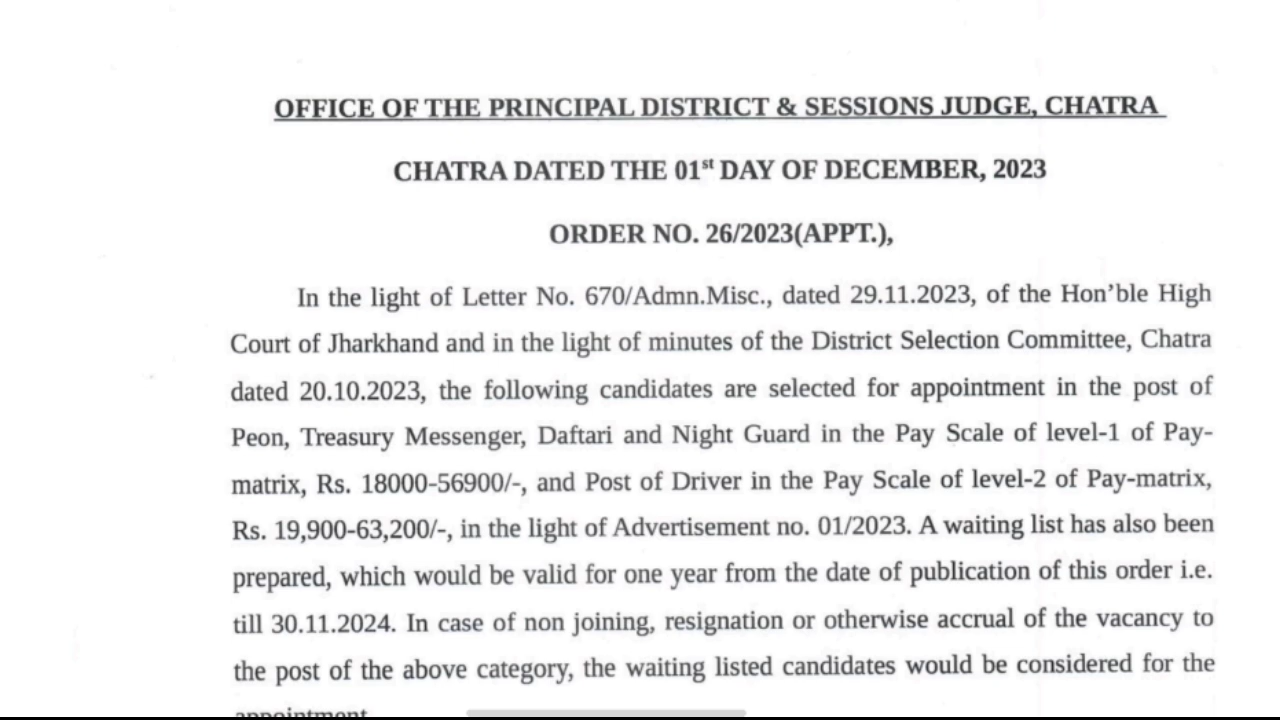 OFFICE OF THE PRINCIPAL DISTRICT & SESSIONS JUDGE, CHATRA
CHATRA DATED THE 01st DAY OF DECEMBER, 2023
ORDER NO. 26/2023(APPT.),
In the light of Letter No. 670/Admn.Misc., dated 29.11.2023, of the Hon’ble High
Court of Jharkhand and in the light of minutes of the District Selection Committee, Chatra
dated 20.10.2023, the following candidates are selected for appointment in the post of
Peon, Treasury Messenger, Daftari and Night Guard in the Pay Scale of level-1 of Pay-
matrix, Rs. 18000-56900/-, and Post of Driver in the Pay Scale of level-2 of Pay-matrix,
Rs. 19,900-63,200/-, in the light of Advertisement no. 01/2023. A waiting list has also been
prepared, which would be valid for one year from the date of publication of this order i.e.
till 30.11.2024. In case of non joining, resignation or otherwise accrual of the vacancy to
the post of the above category, the waiting listed candidates would be considered for the
appointment.